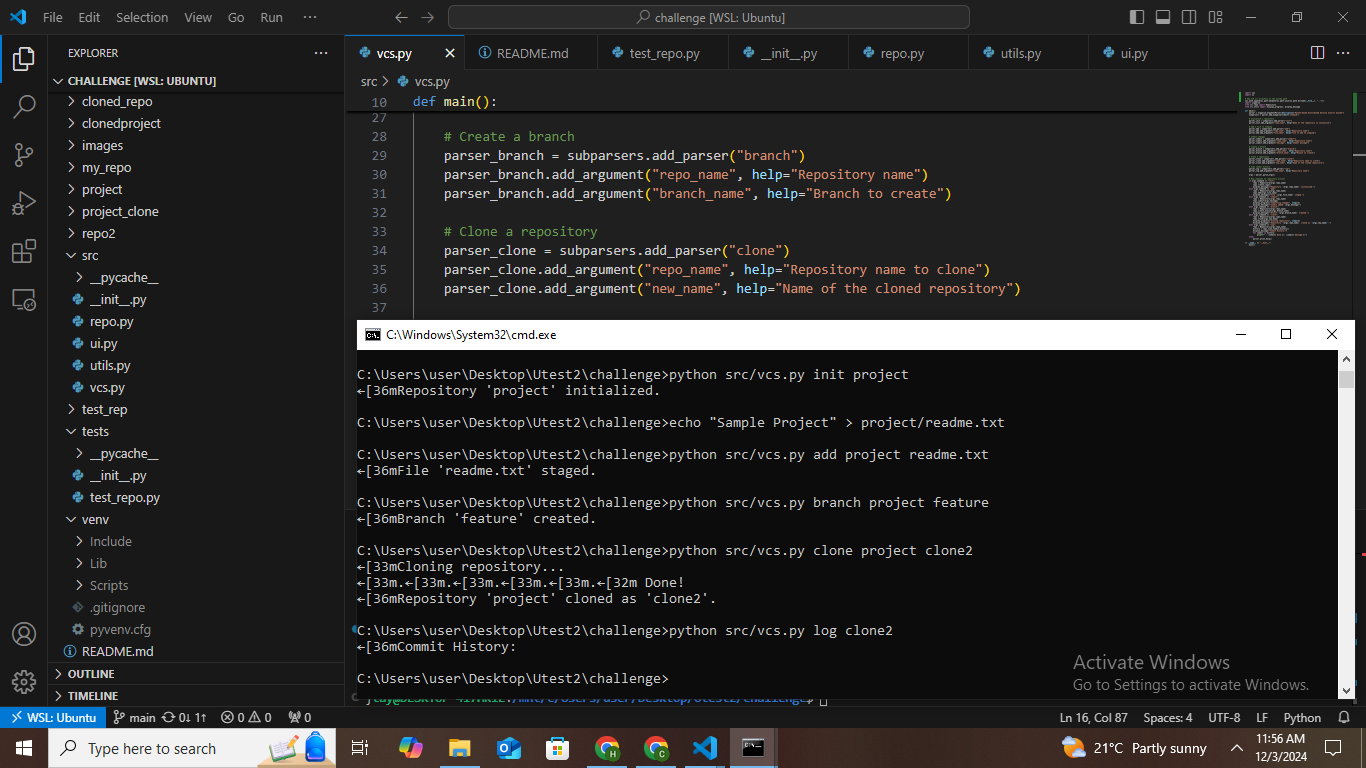 File Edit Selection View Go Run ··· challenge [WSL: Ubuntu]
EXPLORER ···
CHALLENGE [WSL: UBUNTU]
cloned_repo
clonedproject
images
my_repo
project
project_clone
repo2
src
__pycache__
__init__.py
repo.py
ui.py
utils.py
vcs.py
test_rep
tests
__pycache__
__init__.py
test_repo.py
venv
Include
Lib
Scripts
.gitignore
pyvenv.cfg
README.md
OUTLINE
TIMELINE
vcs.py README.md test_repo.py __init__.py repo.py utils.py ui.py ···
src > vcs.py
10 def main():
27
28 # Create a branch
29 parser_branch = subparsers.add_parser("branch")
30 parser_branch.add_argument("repo_name", help="Repository name")
31 parser_branch.add_argument("branch_name", help="Branch to create")
32
33 # Clone a repository
34 parser_clone = subparsers.add_parser("clone")
35 parser_clone.add_argument("repo_name", help="Repository name to clone")
36 parser_clone.add_argument("new_name", help="Name of the cloned repository")
37
C:\Windows\System32\cmd.exe
C:\Users\user\Desktop\Utest2\challenge>python src/vcs.py init project
←[36mRepository 'project' initialized.
C:\Users\user\Desktop\Utest2\challenge>echo "Sample Project" > project/readme.txt
C:\Users\user\Desktop\Utest2\challenge>python src/vcs.py add project readme.txt
←[36mFile 'readme.txt' staged.
C:\Users\user\Desktop\Utest2\challenge>python src/vcs.py branch project feature
←[36mBranch 'feature' created.
C:\Users\user\Desktop\Utest2\challenge>python src/vcs.py clone project clone2
←[33mCloning repository...
←[33m.←[33m.←[33m.←[33m.←[33m.←[32m Done!
←[36mRepository 'project' cloned as 'clone2'.
C:\Users\user\Desktop\Utest2\challenge>python src/vcs.py log clone2
←[36mCommit History:
C:\Users\user\Desktop\Utest2\challenge>
Activate Windows
Go to Settings to activate Windows.
WSL: Ubuntu main 0↓ 1↑ 0 0 0 Ln 16, Col 87 Spaces: 4 UTF-8 LF Python
Type here to search 21°C Partly sunny 11:56 AM
12/3/2024